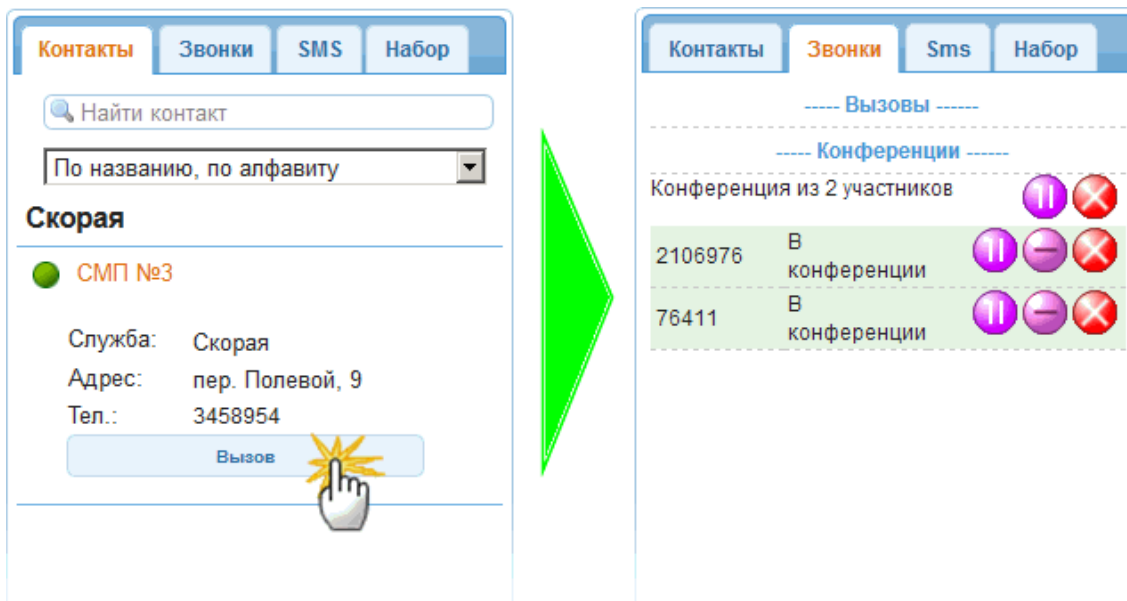 Контакты Звонки SMS Набор
Найти контакт
По названию, по алфавиту
Скорая
СМП №3
Служба: Скорая
Адрес: пер. Полевой, 9
Тел.: 3458954
Вызов
Контакты Звонки Sms Набор
----- Вызовы ------
----- Конференции ------
Конференция из 2 участников
2106976 В конференции
76411 В конференции